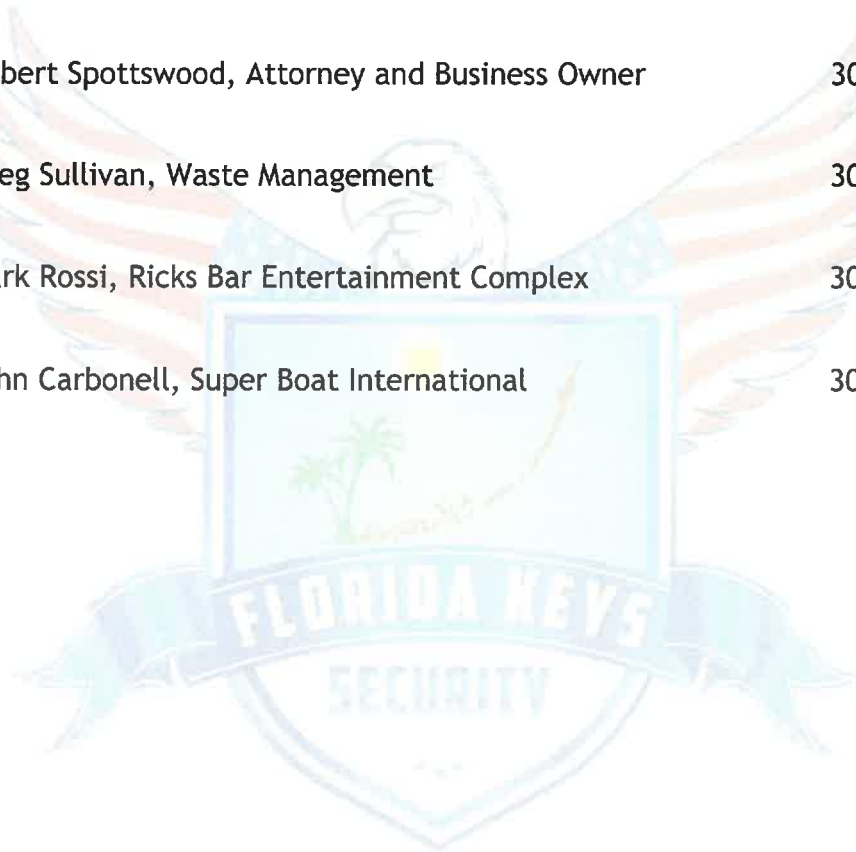 bert Spottswood, Attorney and Business Owner 30
eg Sullivan, Waste Management 30
rk Rossi, Ricks Bar Entertainment Complex 30
hn Carbonell, Super Boat International 30
FLORIDA KEYS
SECURITY